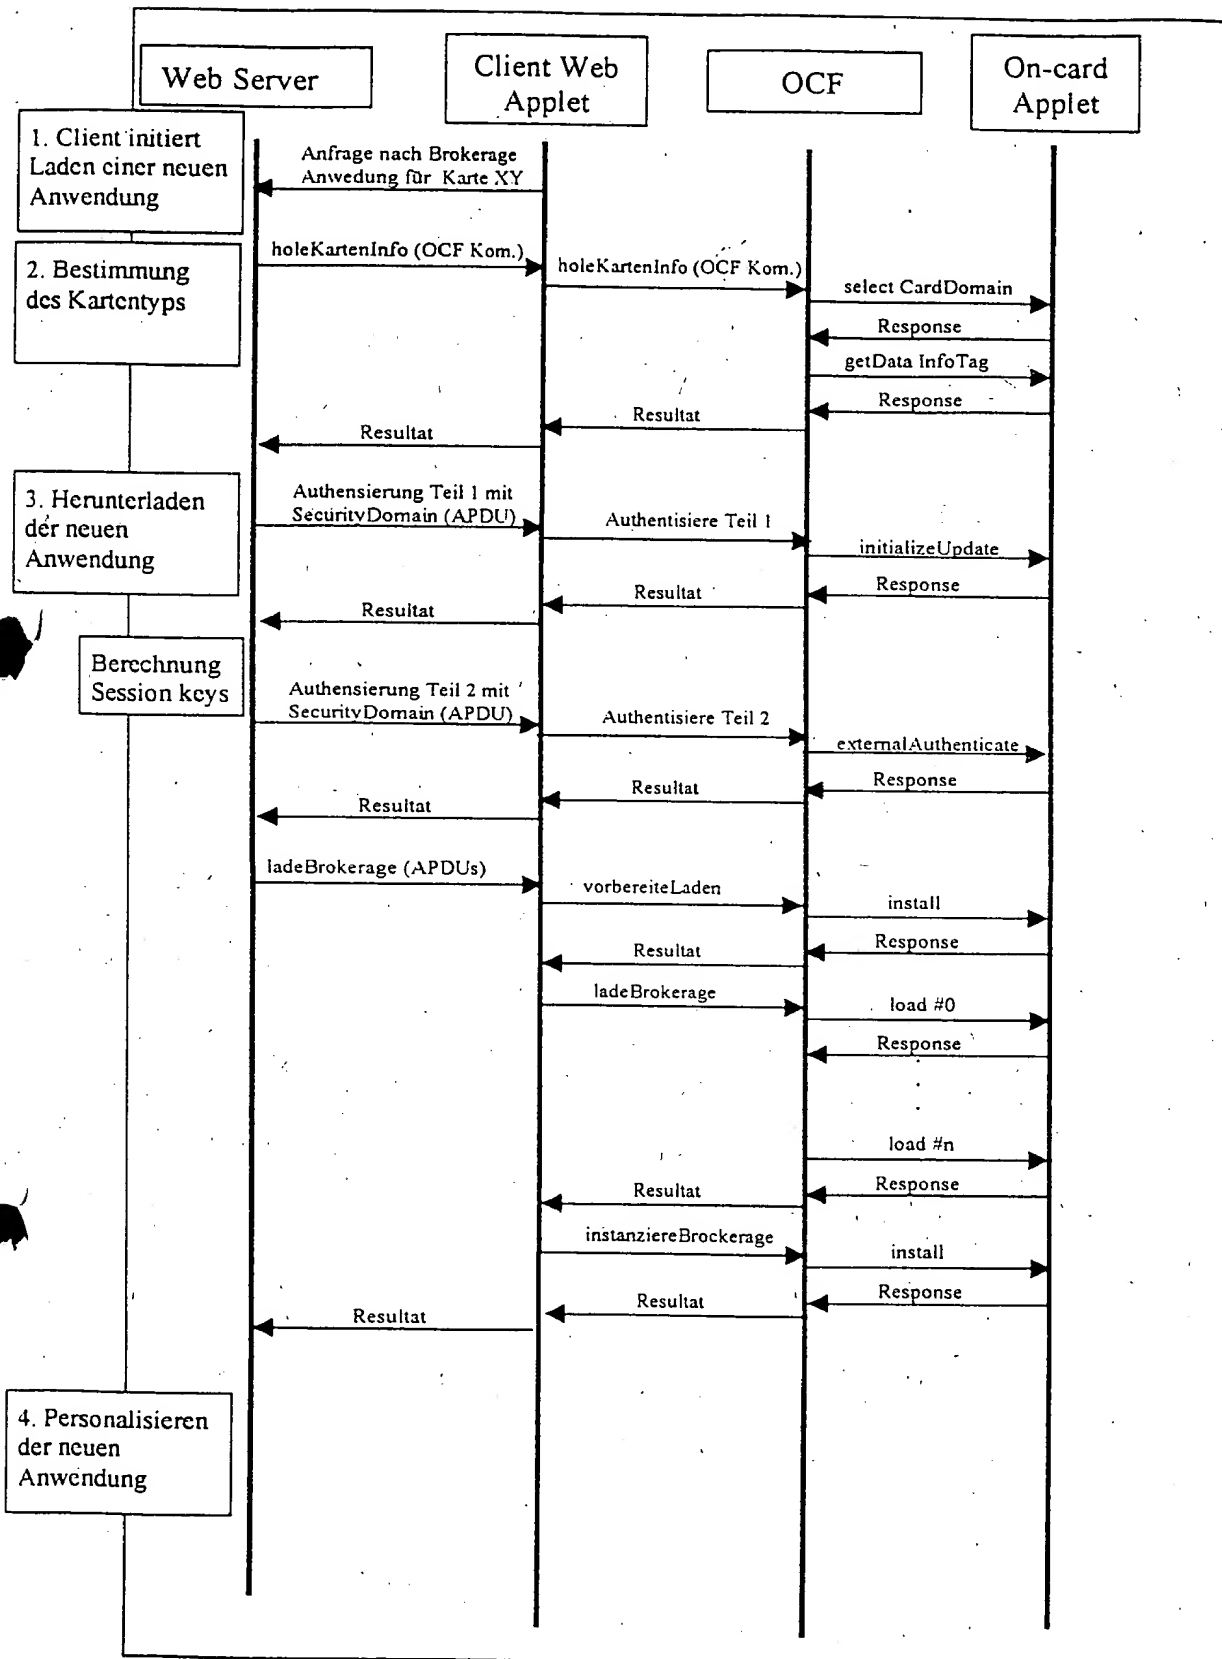 Web Server
Client Web
Applet
OCF
On-card
Applet
1. Client initiert
Laden einer neuen
Anwendung
Anfrage nach Brokerage
Anwedung für Karte XY
2. Bestimmung
des Kartentyps
holeKartenInfo (OCF Kom.)
holeKartenInfo (OCF Kom.)
select CardDomain
Response
getData InfoTag
Response
Resultat
Resultat
3. Herunterladen
der neuen
Anwendung
Authensierung Teil 1 mit
SecurityDomain (APDU)
Authentisiere Teil 1
initializeUpdate
Response
Resultat
Resultat
Berechnung
Session keys
Authensierung Teil 2 mit
SecurityDomain (APDU)
Authentisiere Teil 2
externalAuthenticate
Response
Resultat
Resultat
ladeBrokerage (APDUs)
vorbereiteLaden
install
Response
Resultat
ladeBrokerage
load #0
Response
.
.
load #n
Response
Resultat
instanziereBrockerage
install
Response
Resultat
Resultat
4. Personalisieren
der neuen
Anwendung